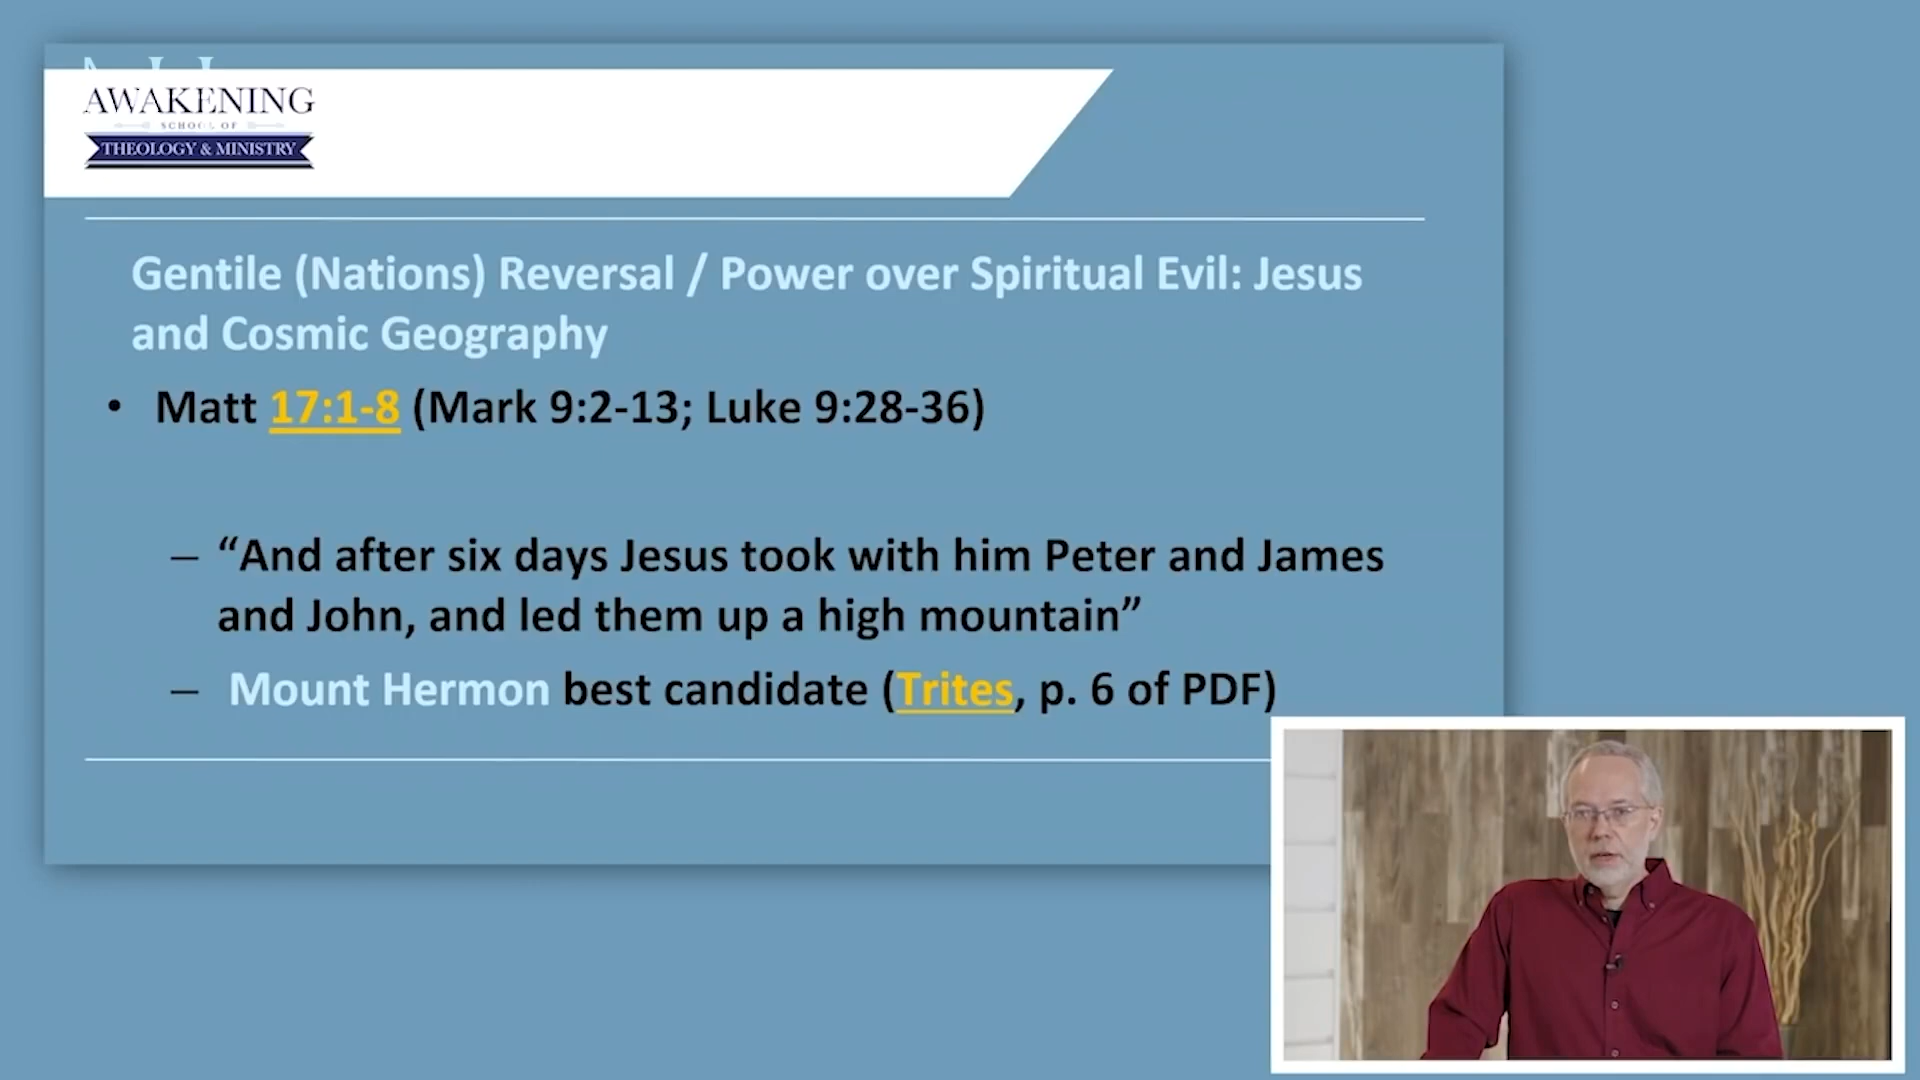 AWAKENING
SCHOOL OF
THEOLOGY & MINISTRY
Gentile (Nations) Reversal / Power over Spiritual Evil: Jesus
and Cosmic Geography
• Matt 17:1-8 (Mark 9:2-13; Luke 9:28-36)
– “And after six days Jesus took with him Peter and James
and John, and led them up a high mountain”
– Mount Hermon best candidate (Trites, p. 6 of PDF)